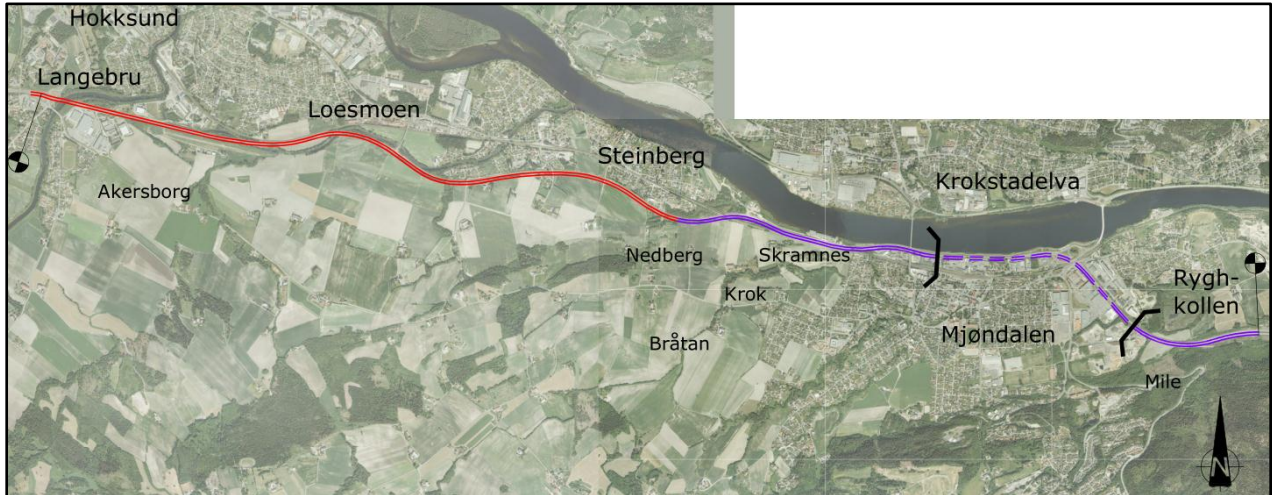 Hokksund
Langebru
Loesmoen
Steinberg
Akersborg
Krokstadelva
Nedberg
Skramnes
Krok
Rygh-
kollen
Bråtan
Mjøndalen
Mile
N